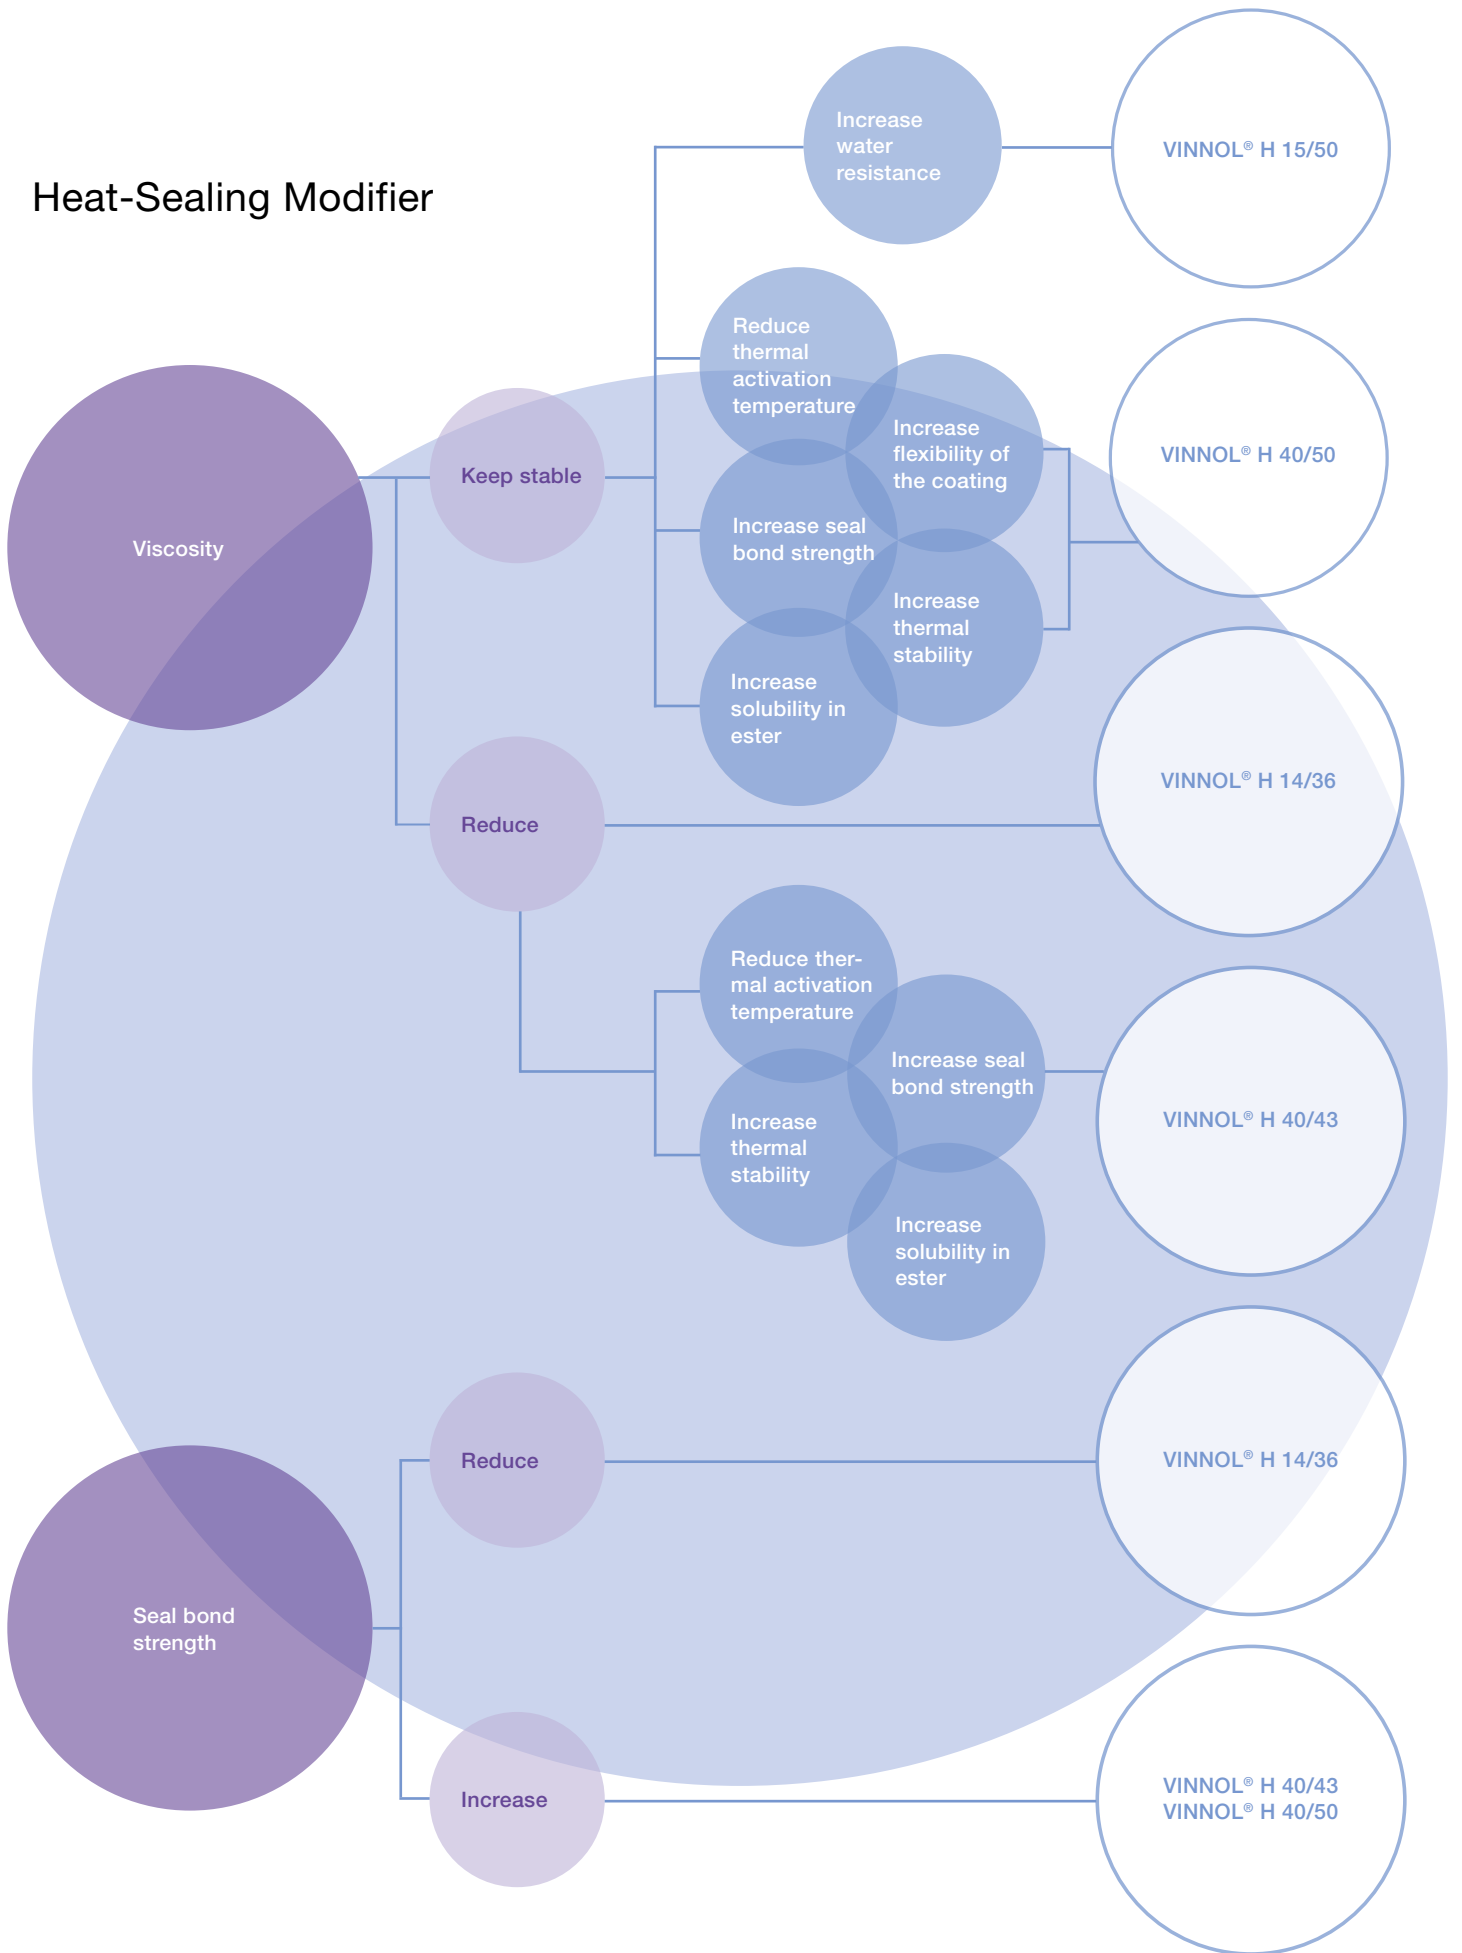 Heat-Sealing Modifier
Increase
water
resistance
VINNOL® H 15/50
Viscosity
Keep stable
Reduce
thermal
activation
temperature
Increase
flexibility of
the coating
Increase seal
bond strength
Increase
thermal
stability
Increase
solubility in
ester
VINNOL® H 40/50
Reduce
VINNOL® H 14/36
Reduce ther-
mal activation
temperature
Increase seal
bond strength
Increase
thermal
stability
Increase
solubility in
ester
VINNOL® H 40/43
Seal bond
strength
Reduce
VINNOL® H 14/36
Increase
VINNOL® H 40/43
VINNOL® H 40/50